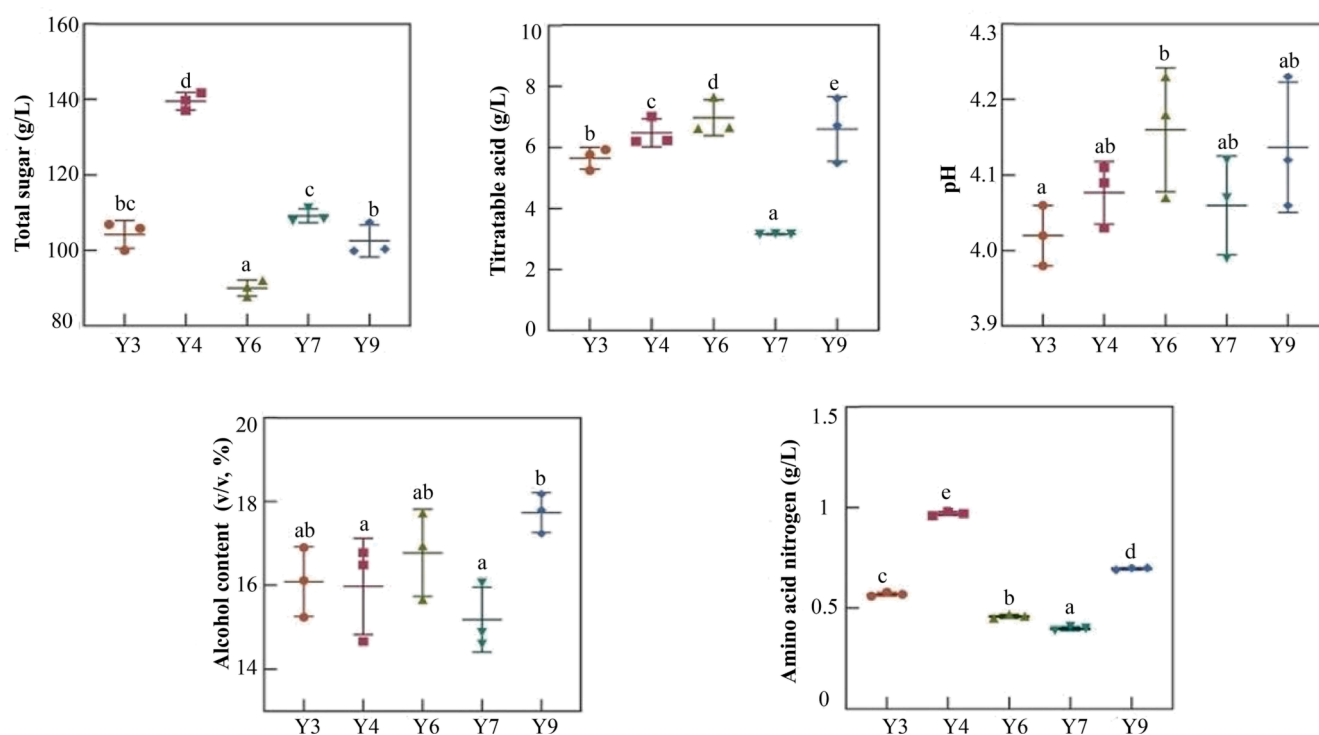 Total sugar (g/L)
160
140
120
100
80
bc
d
a
c
b
Y3 Y4 Y6 Y7 Y9
Titratable acid (g/L)
10
8
6
4
2
0
b
c
d
a
e
Y3 Y4 Y6 Y7 Y9
pH
4.3
4.2
4.1
4.0
3.9
a
ab
b
ab
ab
Y3 Y4 Y6 Y7 Y9
Alcohol content (v/v, %)
20
18
16
14
ab
a
ab
a
b
Y3 Y4 Y6 Y7 Y9
Amino acid nitrogen (g/L)
1.5
1
0.5
0
c
e
b
a
d
Y3 Y4 Y6 Y7 Y9